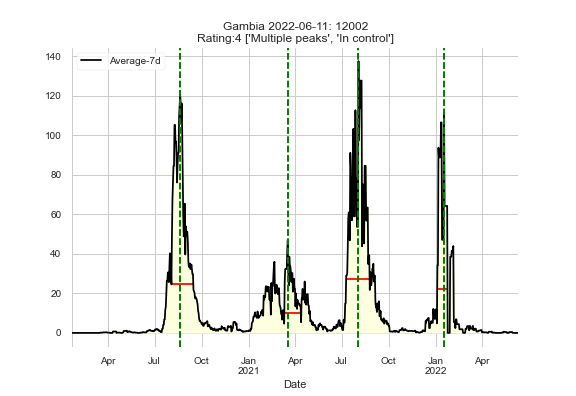 Gambia 2022-06-11: 12002
Rating:4 ['Multiple peaks', 'In control']
Average-7d
140
120
100
80
60
40
20
0
Apr Jul Oct Jan Apr Jul Oct Jan Apr
2021 2022
Date